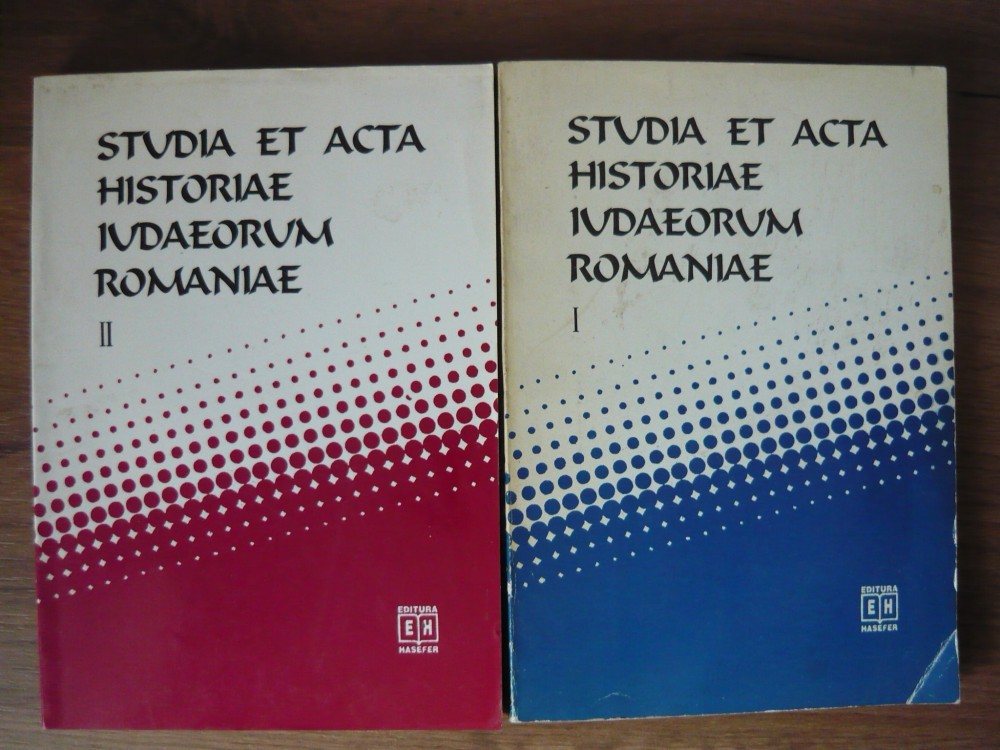 STUDIA ET ACTA
HISTORIAE
IUDAEORUM
ROMANIAE
II
EDITURA
EH
HASEFER
STUDIA ET ACTA
HISTORIAE
IUDAEORUM
ROMANIAE
I
EDITURA
EH
HASEFER